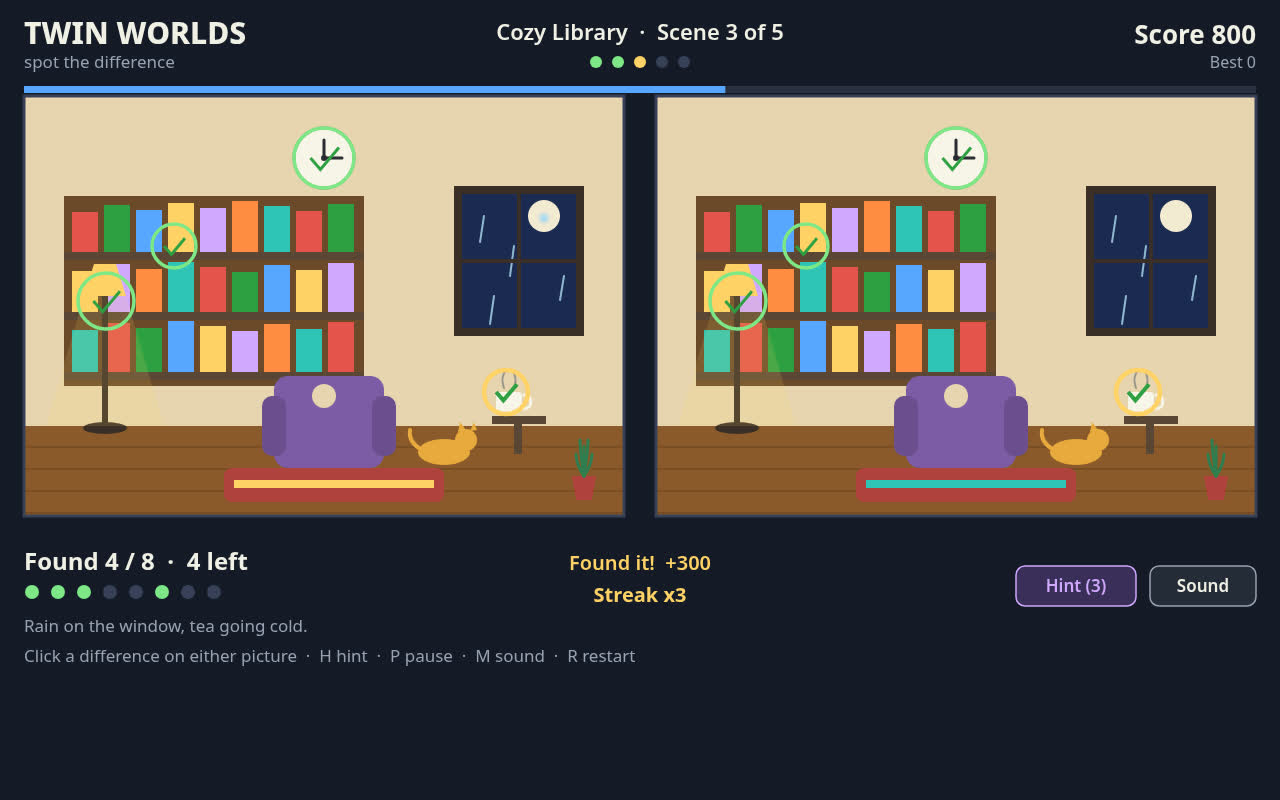 TWIN WORLDS
spot the difference
Cozy Library · Scene 3 of 5
Score 800
Best 0
Found 4 / 8 · 4 left
Found it! +300
Streak x3
Hint (3)
Sound
Rain on the window, tea going cold.
Click a difference on either picture · H hint · P pause · M sound · R restart